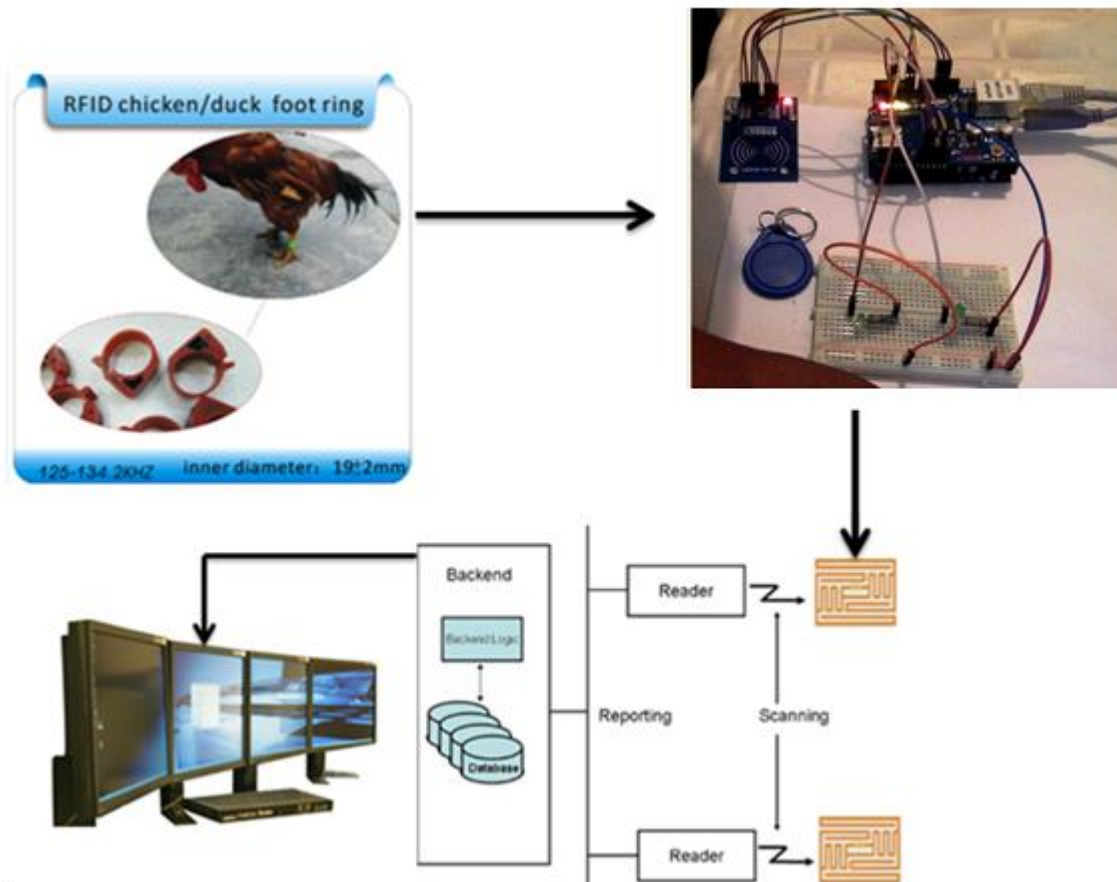 RFID chicken/duck foot ring
125-134.2KHZ
inner diameter: 19±2mm
Backend
Backend Logic
Database
Reader
Reporting
Scanning
Reader